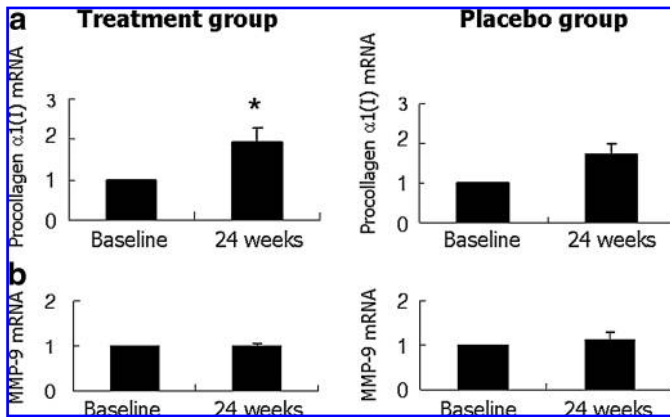 a
Treatment group
Placebo group
Procollagen α1(I) mRNA
3
2
1
0
*
Baseline
24 weeks
Procollagen α1(I) mRNA
3
2
1
0
Baseline
24 weeks
b
MMP-9 mRNA
2
1
0
Baseline
24 weeks
MMP-9 mRNA
2
1
0
Baseline
24 weeks